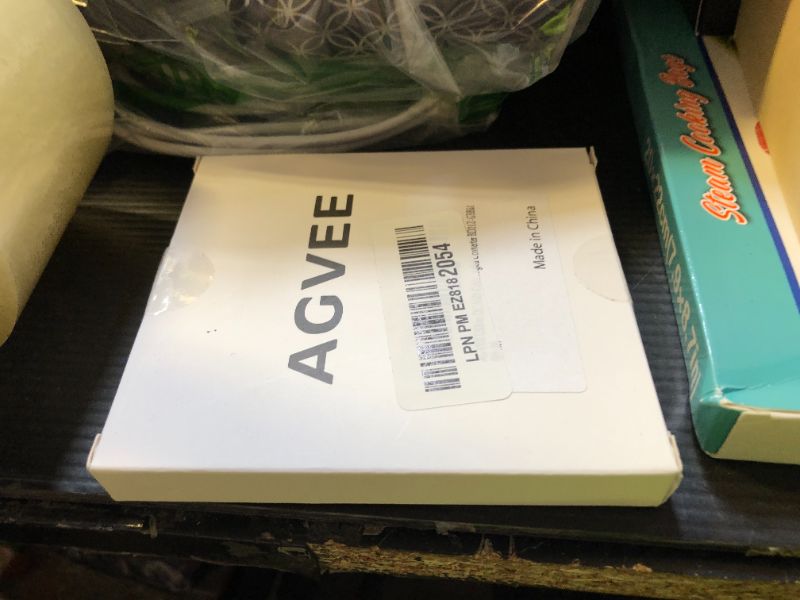 AGVEE
LPN PM EZ818 2054
Made in China
Steam Cooking Bags